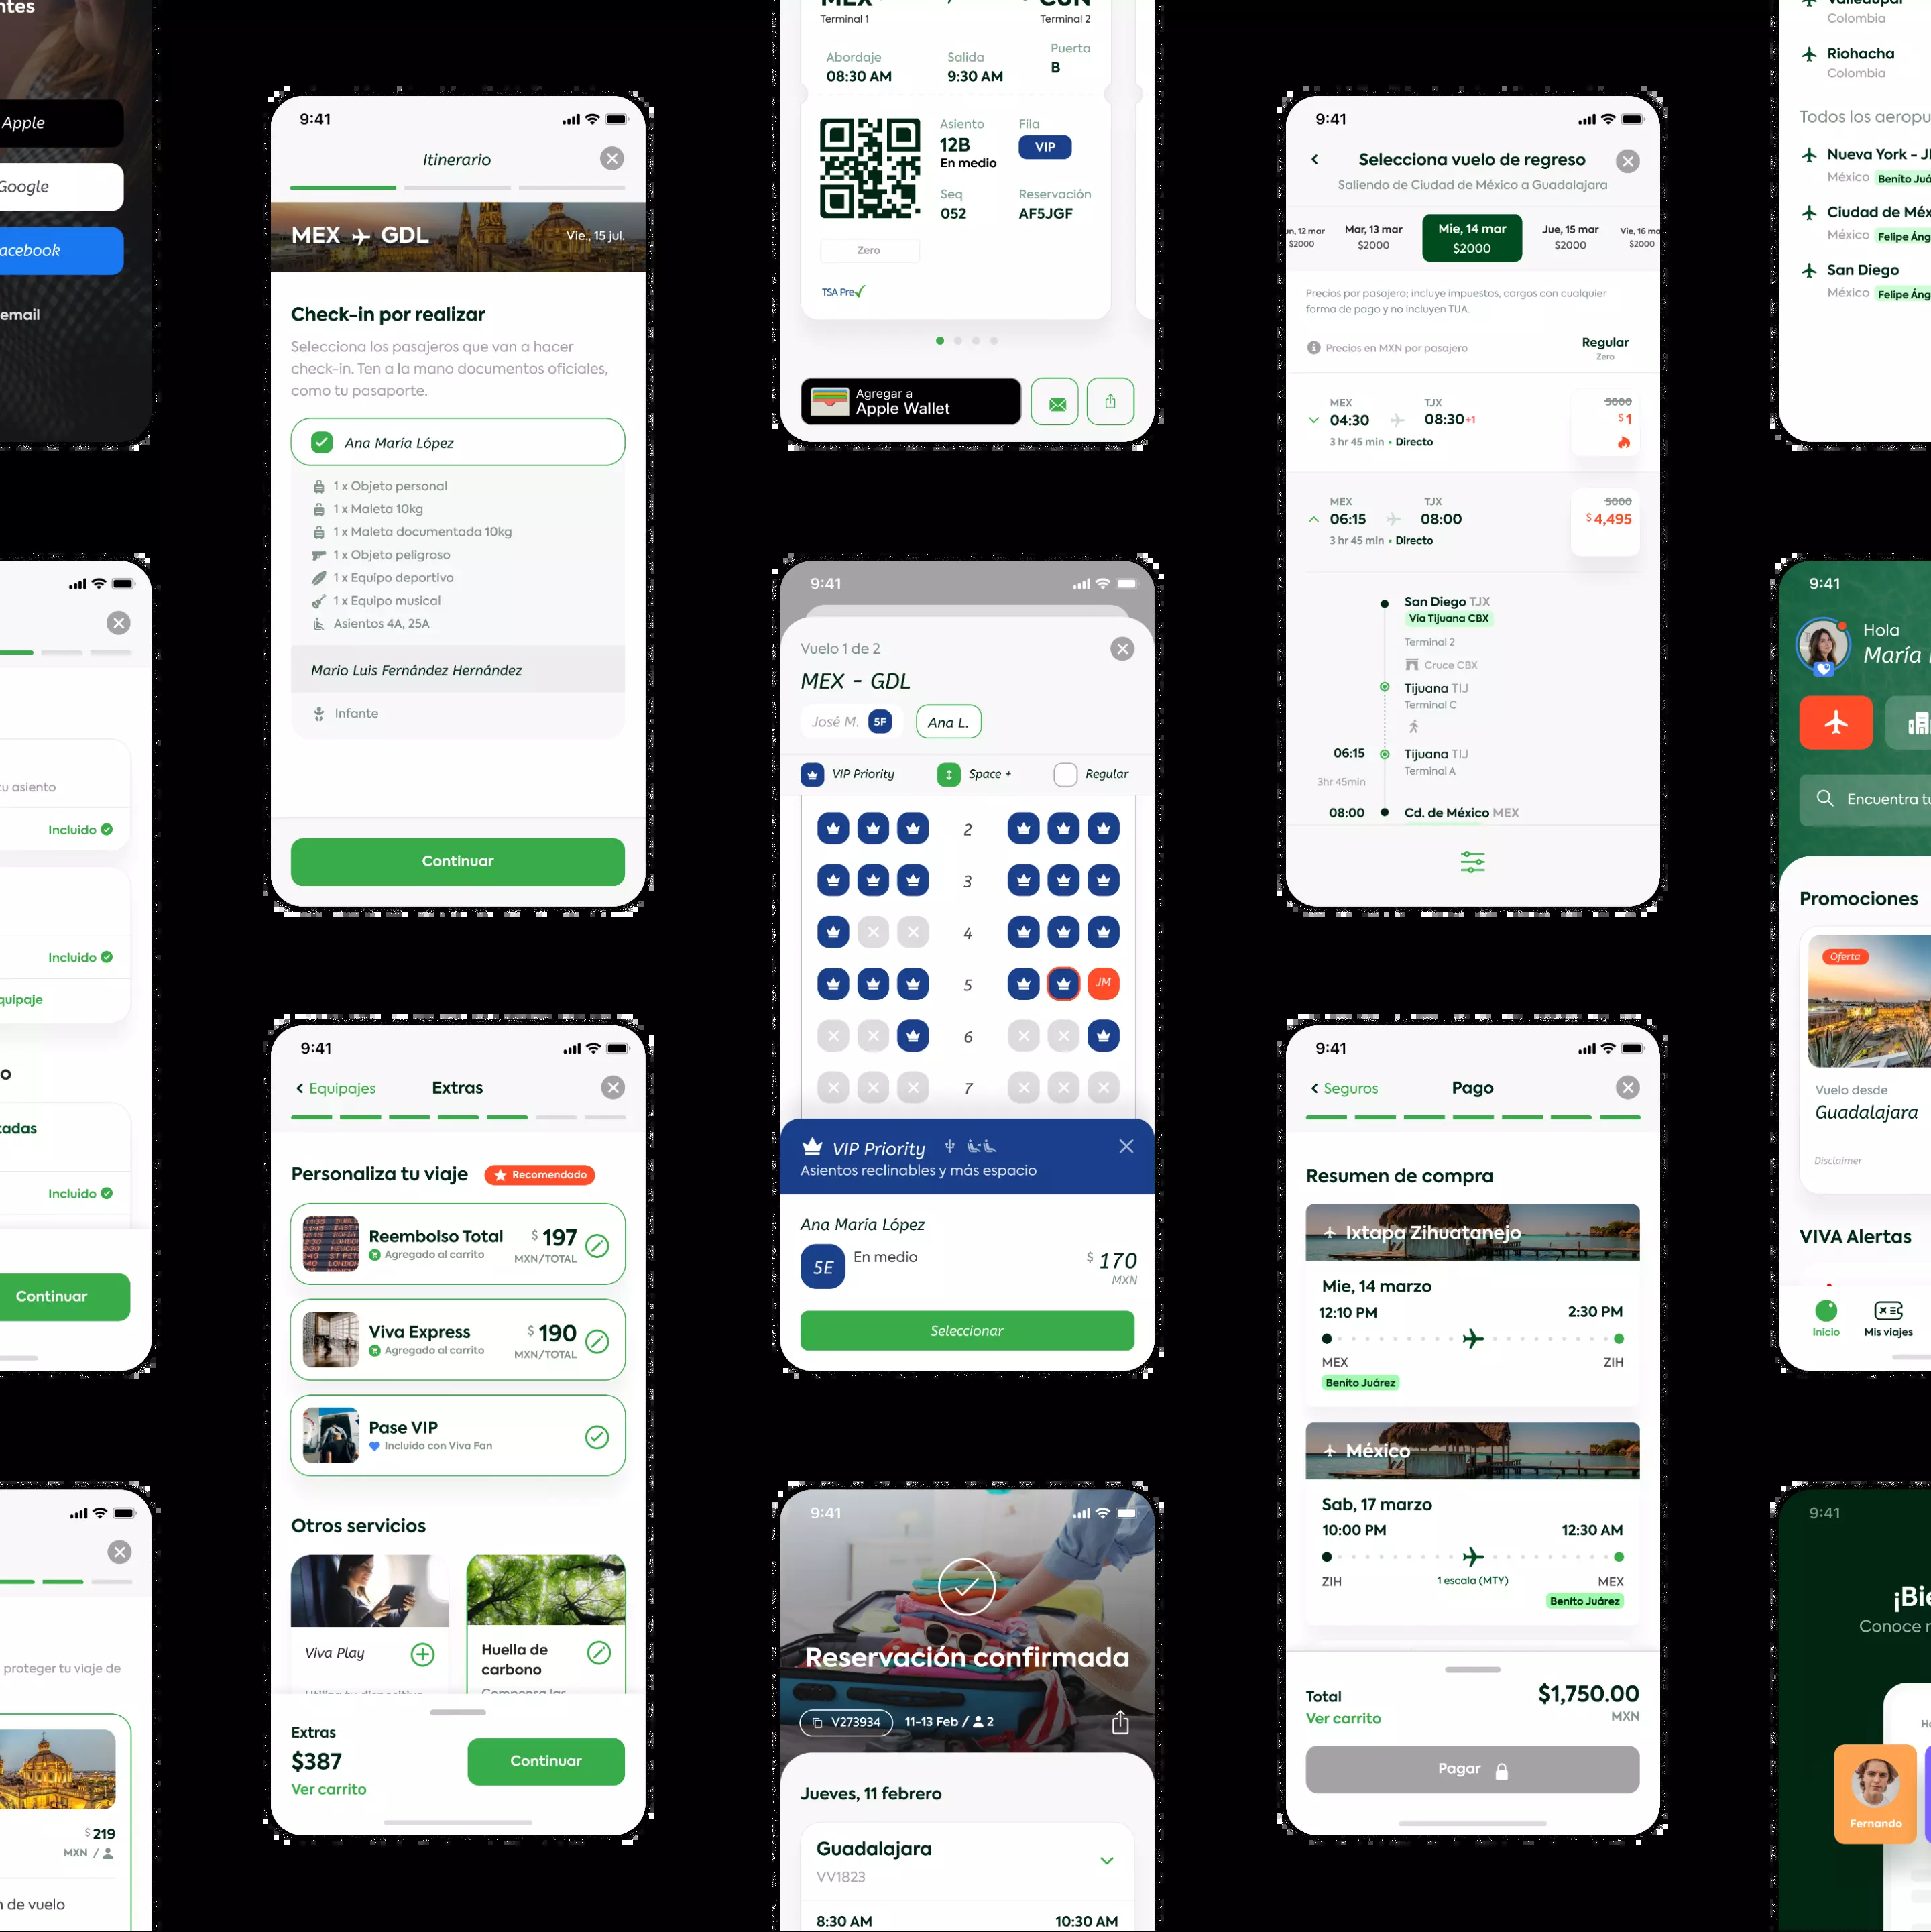 ntes
Apple
Google
acebook
email
tu asiento
Incluido
Incluido
quipaje
o
tadas
Incluido
Continuar
proteger tu viaje de
$219
MXN /
n de vuelo
9:41
Itinerario
MEX GDL
Vie., 15 jul.
Check-in por realizar
Selecciona los pasajeros que van a hacer
check-in. Ten a la mano documentos oficiales,
como tu pasaporte.
Ana María López
1 x Objeto personal
1 x Maleta 10kg
1 x Maleta documentada 10kg
1 x Objeto peligroso
1 x Equipo deportivo
1 x Equipo musical
Asientos 4A, 25A
Mario Luis Fernández Hernández
Infante
Continuar
9:41
Equipajes
Extras
Personaliza tu viaje
Recomendado
Reembolso Total
Agregado al carrito
$ 197
MXN/TOTAL
Viva Express
Agregado al carrito
$ 190
MXN/TOTAL
Pase VIP
Incluido con Viva Fan
Otros servicios
Viva Play
Huella de
carbono
Extras
$387
Ver carrito
Continuar
MEX CUN
Terminal 1 Terminal 2
Abordaje Salida Puerta
08:30 AM 9:30 AM B
Asiento Fila
12B VIP
En medio
Seq Reservación
052 AF5JGF
Zero
TSA Pre
Agregar a
Apple Wallet
9:41
Vuelo 1 de 2
MEX - GDL
José M. 5F Ana L.
VIP Priority Space + Regular
2
3
4
5 JM
6
7
VIP Priority
Asientos reclinables y más espacio
Ana María López
5E En medio $ 170
MXN
Seleccionar
9:41
Reservación confirmada
V273934 11-13 Feb / 2
Jueves, 11 febrero
Guadalajara
VV1823
8:30 AM 10:30 AM
9:41
Selecciona vuelo de regreso
Saliendo de Ciudad de México a Guadalajara
un, 12 mar Mar, 13 mar Mie, 14 mar Jue, 15 mar Vie, 16 ma
$2000 $2000 $2000 $2000 $2000
Precios por pasajero; incluye impuestos, cargos con cualquier
forma de pago y no incluyen TUA.
Precios en MXN por pasajero
Regular
Zero
MEX TJX 5000
04:30 08:30+1 $1
3 hr 45 min • Directo
MEX TJX 5000
06:15 08:00 $4,495
3 hr 45 min • Directo
San Diego TJX
Vía Tijuana CBX
Terminal 2
Cruce CBX
Tijuana TIJ
Terminal C
06:15 Tijuana TIJ
Terminal A
3hr 45min
08:00 Cd. de México MEX
9:41
Seguros
Pago
Resumen de compra
Ixtapa Zihuatanejo
Mie, 14 marzo
12:10 PM 2:30 PM
MEX ZIH
Benito Juárez
México
Sab, 17 marzo
10:00 PM 12:30 AM
ZIH 1 escala (MTY) MEX
Benito Juárez
Total $1,750.00
Ver carrito MXN
Pagar
Valledupar
Colombia
Riohacha
Colombia
Todos los aeropu
Nueva York - J
México Benito Juá
Ciudad de Méx
México Felipe Áng
San Diego
México Felipe Áng
9:41
Hola
María
Encuentra tu
Promociones
Oferta
Vuelo desde
Guadalajara
Disclaimer
VIVA Alertas
Inicio Mis viajes
9:41
¡Bie
Conoce
Fernando